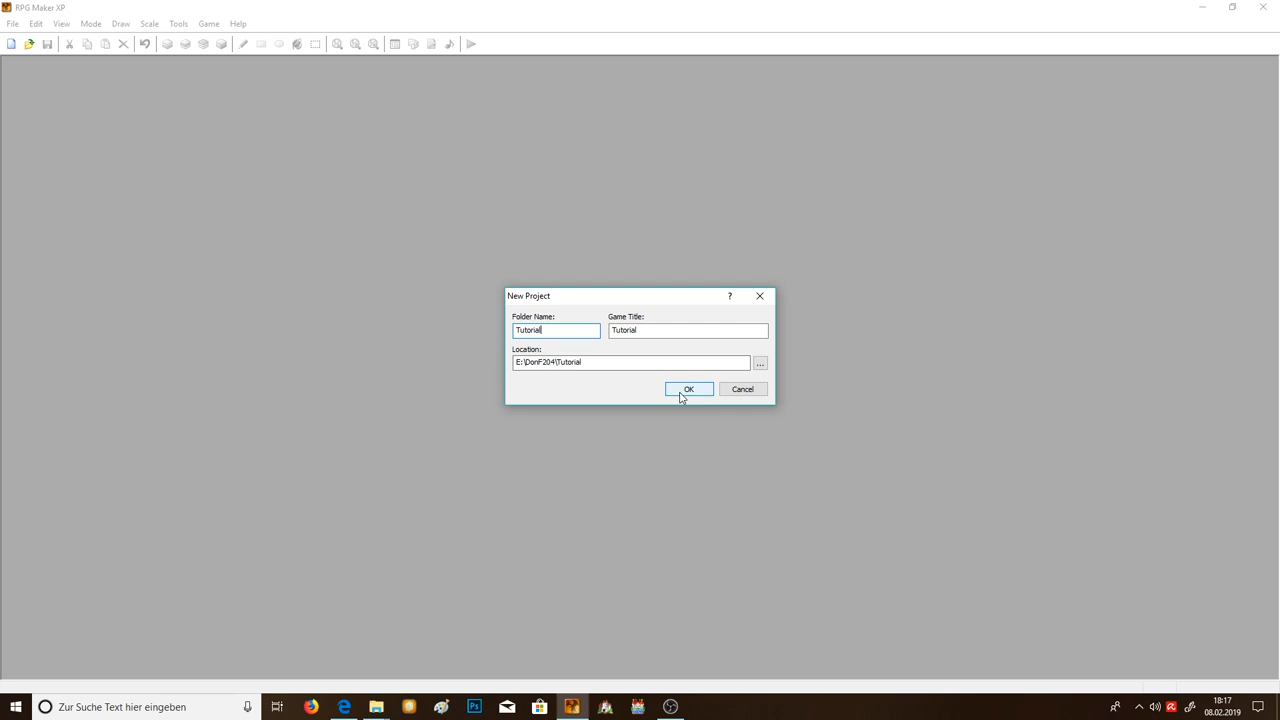 RPG Maker XP
File Edit View Mode Draw Scale Tools Game Help
New Project
Folder Name: Game Title:
Tutorial Tutorial
Location:
E:\DonF204\Tutorial
...
OK Cancel
Zur Suche Text hier eingeben
18:17
08.02.2019